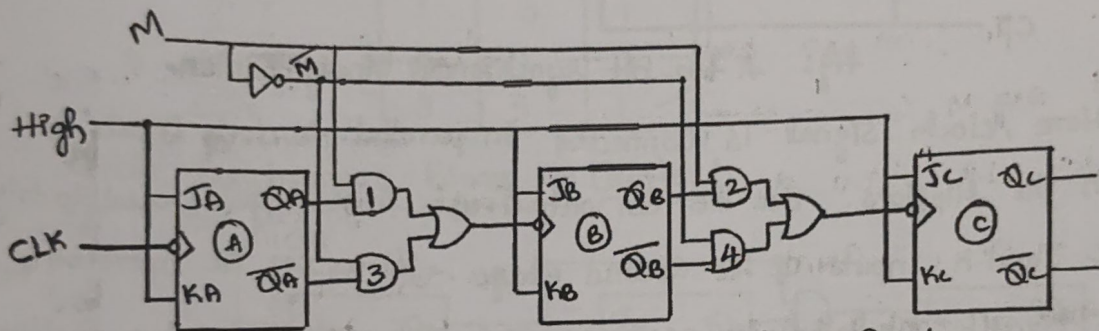 M
M̅
High
JA QA 1 JB QB 2 JC QC
CLK A B C
Q̅A̅ 3 Q̅B̅ 4 Q̅C̅
KA KB KC